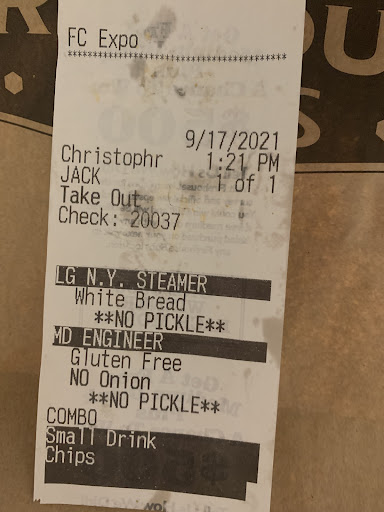 FC Expo
9/17/2021
Christophr 1:21 PM
JACK 1 of 1
Take Out
Check: 20037
LG N.Y. STEAMER
White Bread
**NO PICKLE**
MD ENGINEER
Gluten Free
NO Onion
**NO PICKLE**
COMBO
Small Drink
Chips